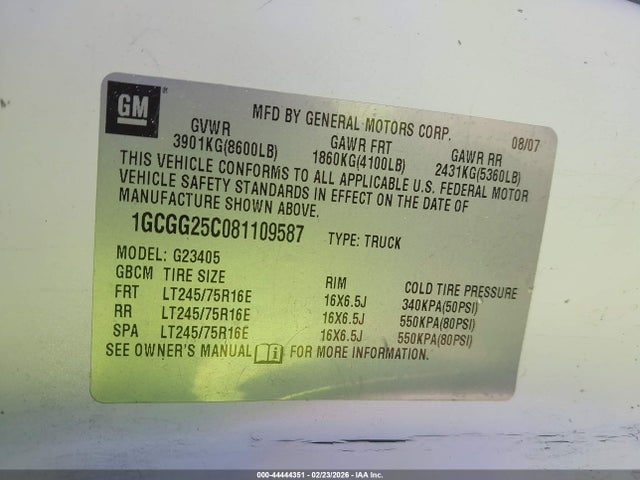 GM ®
MFD BY GENERAL MOTORS CORP. 08/07
GVWR GAWR FRT GAWR RR
3901KG(8600LB) 1860KG(4100LB) 2431KG(5360LB)
THIS VEHICLE CONFORMS TO ALL APPLICABLE U.S. FEDERAL MOTOR
VEHICLE SAFETY STANDARDS IN EFFECT ON THE DATE OF
MANUFACTURE SHOWN ABOVE.
1GCGG25C081109587 TYPE: TRUCK
MODEL: G23405
GBCM TIRE SIZE RIM COLD TIRE PRESSURE
FRT LT245/75R16E 16X6.5J 340KPA(50PSI)
RR LT245/75R16E 16X6.5J 550KPA(80PSI)
SPA LT245/75R16E 16X6.5J 550KPA(80PSI)
SEE OWNER'S MANUAL FOR MORE INFORMATION.
000-44444351 - 02/23/2026 - IAA Inc.